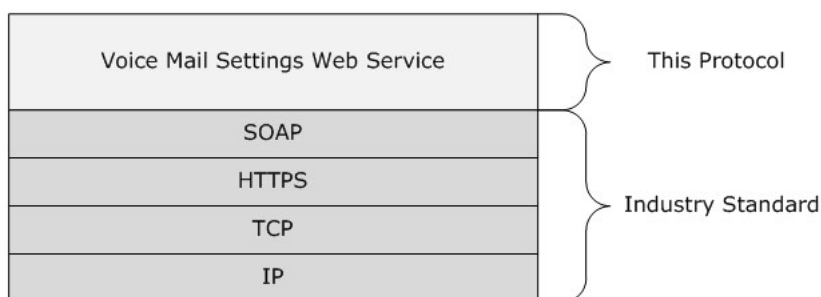 Voice Mail Settings Web Service
This Protocol
SOAP
HTTPS
TCP
IP
Industry Standard